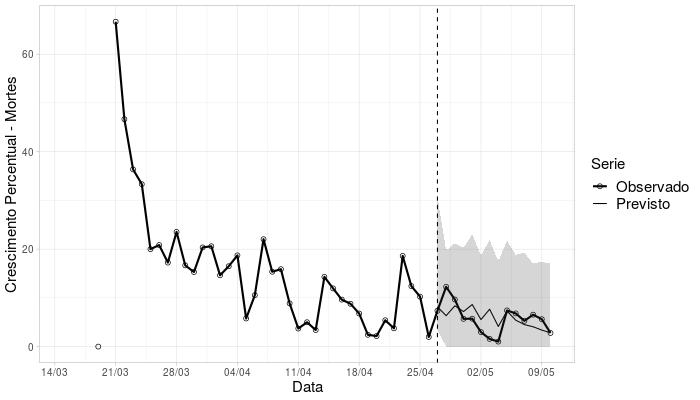 Crescimento Percentual - Mortes
60
40
20
0
14/03 21/03 28/03 04/04 11/04 18/04 25/04 02/05 09/05
Data
Serie
Observado
Previsto